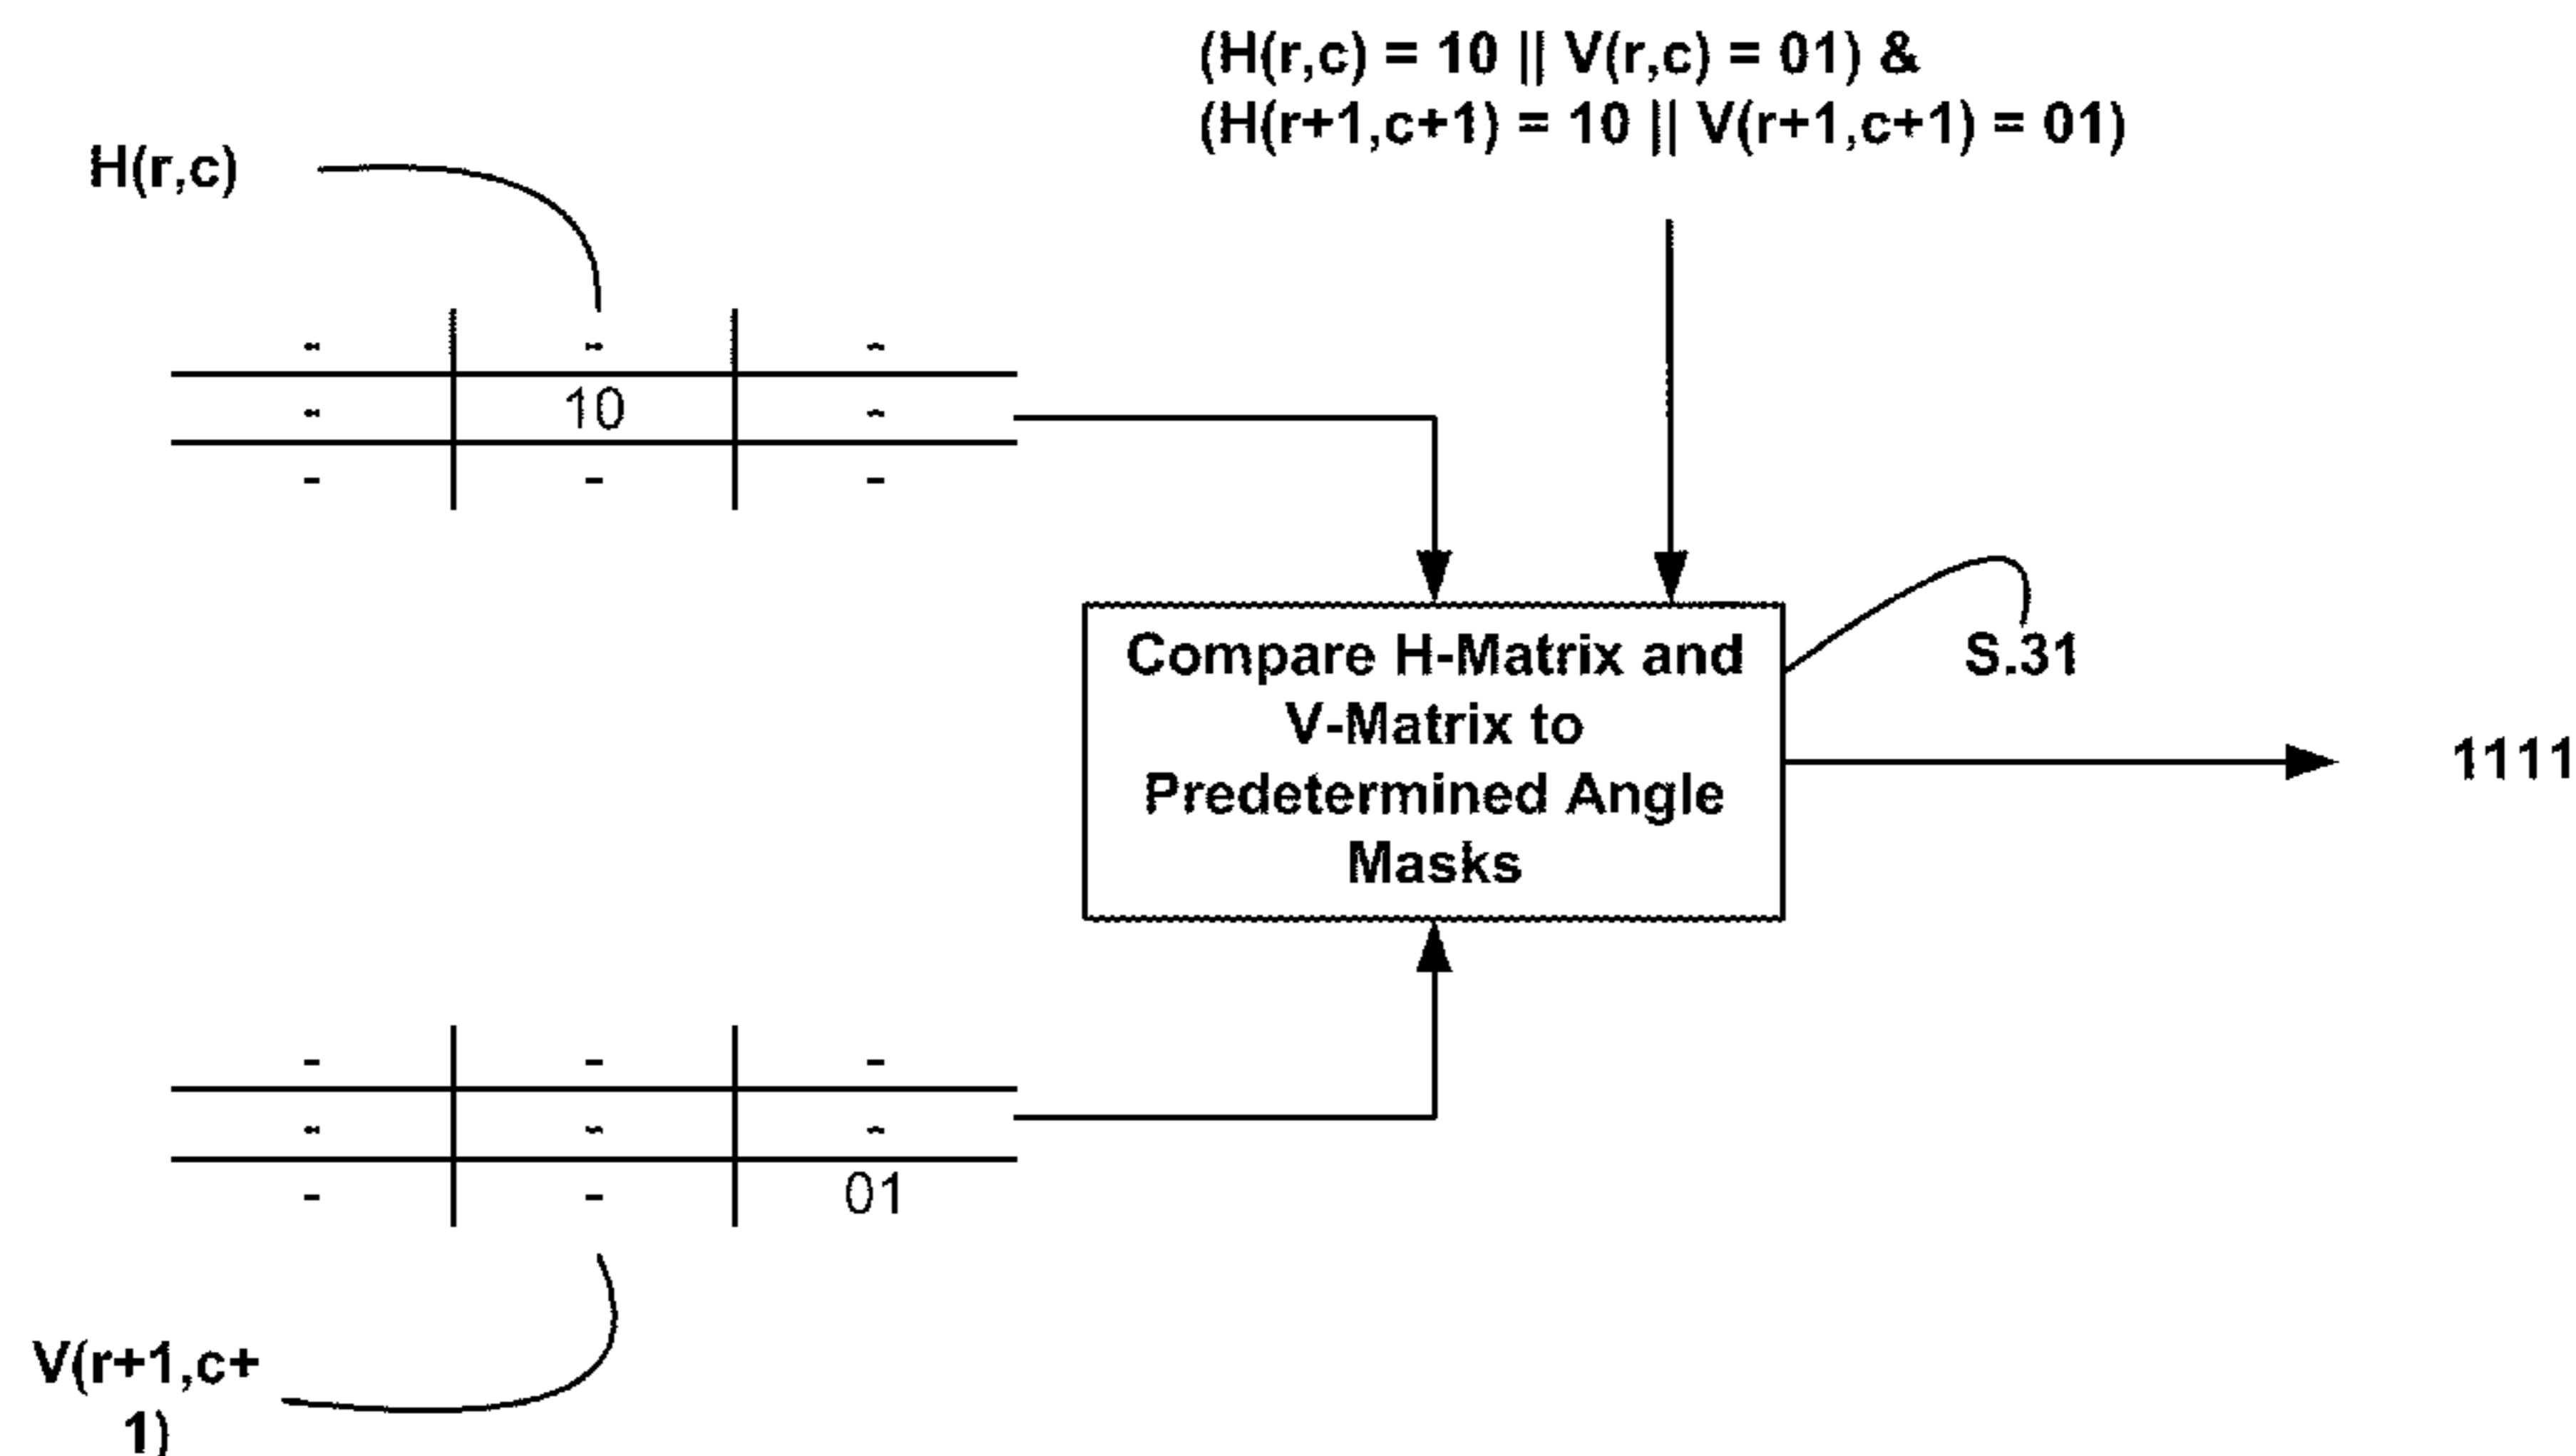 (H(r,c) = 10 || V(r,c) = 01) &
(H(r+1,c+1) = 10 || V(r+1,c+1) = 01)
H(r,c)
- - -
- 10 -
- - -
Compare H-Matrix and
V-Matrix to
Predetermined Angle
Masks
S.31
1111
- - -
- - -
- - 01
V(r+1,c+
1)